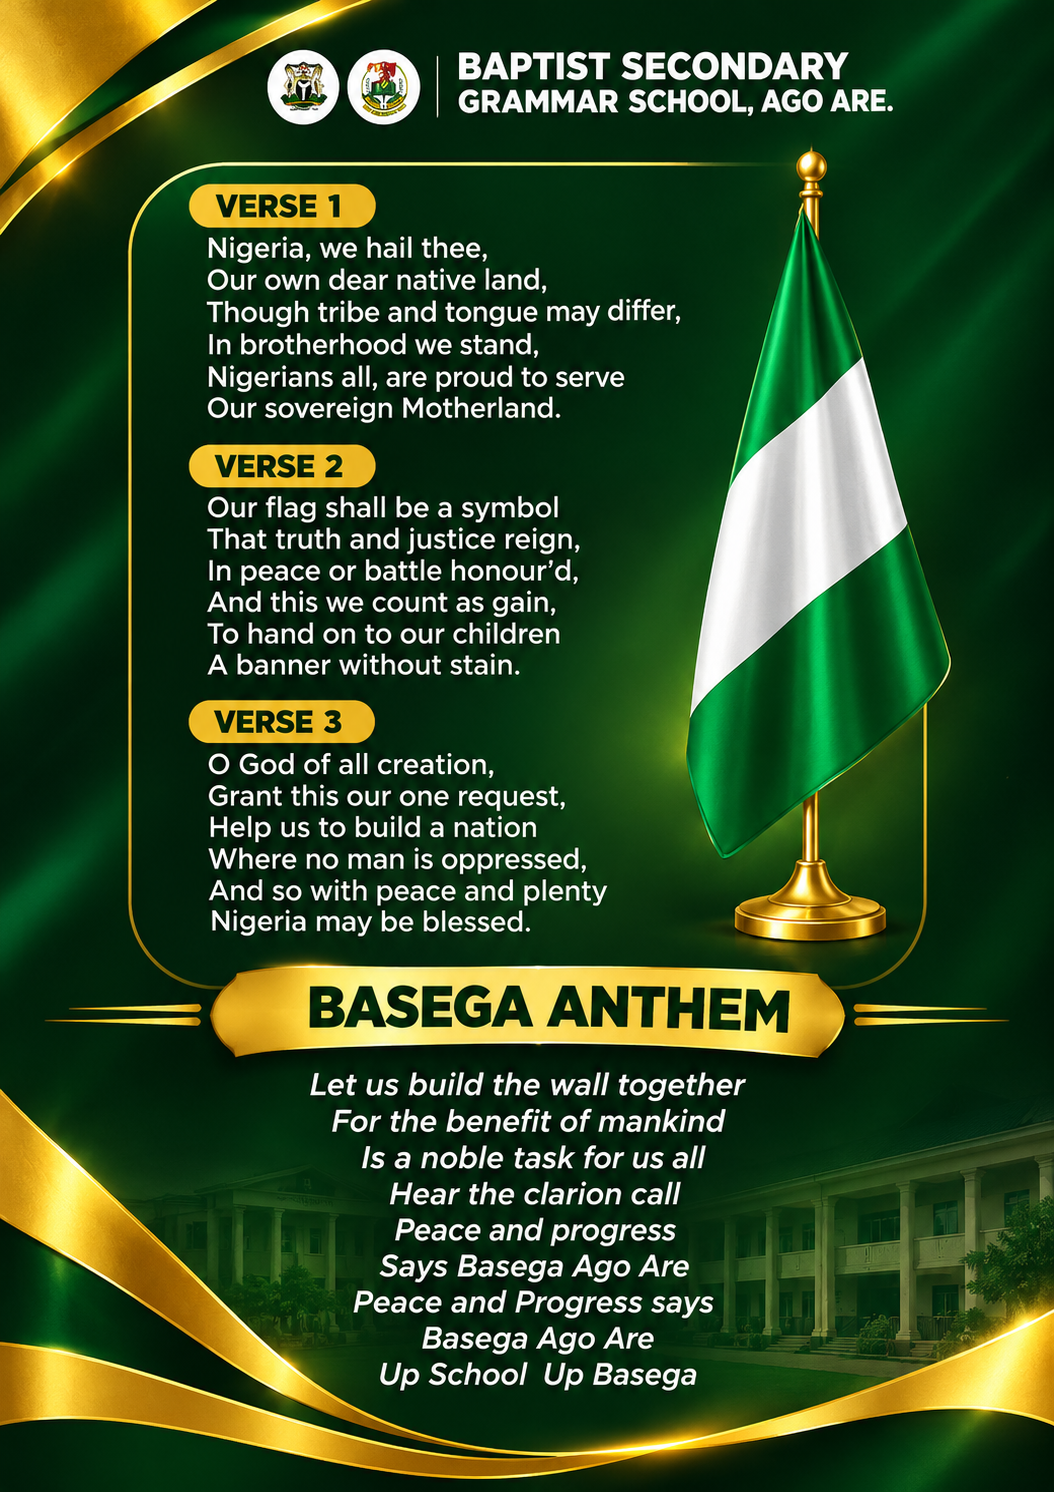 BAPTIST SECONDARY
GRAMMAR SCHOOL, AGO ARE.
VERSE 1
Nigeria, we hail thee,
Our own dear native land,
Though tribe and tongue may differ,
In brotherhood we stand,
Nigerians all, are proud to serve
Our sovereign Motherland.
VERSE 2
Our flag shall be a symbol
That truth and justice reign,
In peace or battle honour’d,
And this we count as gain,
To hand on to our children
A banner without stain.
VERSE 3
O God of all creation,
Grant this our one request,
Help us to build a nation
Where no man is oppressed,
And so with peace and plenty
Nigeria may be blessed.
BASEGA ANTHEM
Let us build the wall together
For the benefit of mankind
Is a noble task for us all
Hear the clarion call
Peace and progress
Says Basega Ago Are
Peace and Progress says
Basega Ago Are
Up School Up Basega